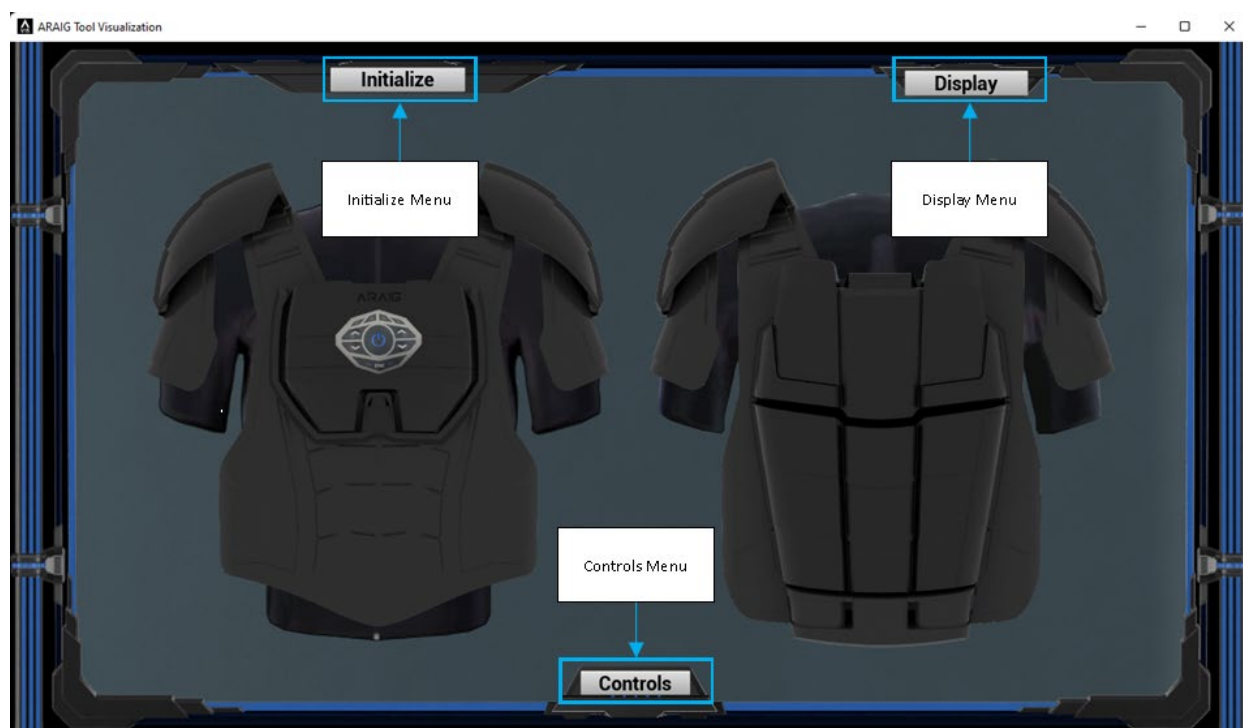 ARAIG Tool Visualization
Initialize
Display
Initialize Menu
Display Menu
ARAIG
Controls Menu
Controls